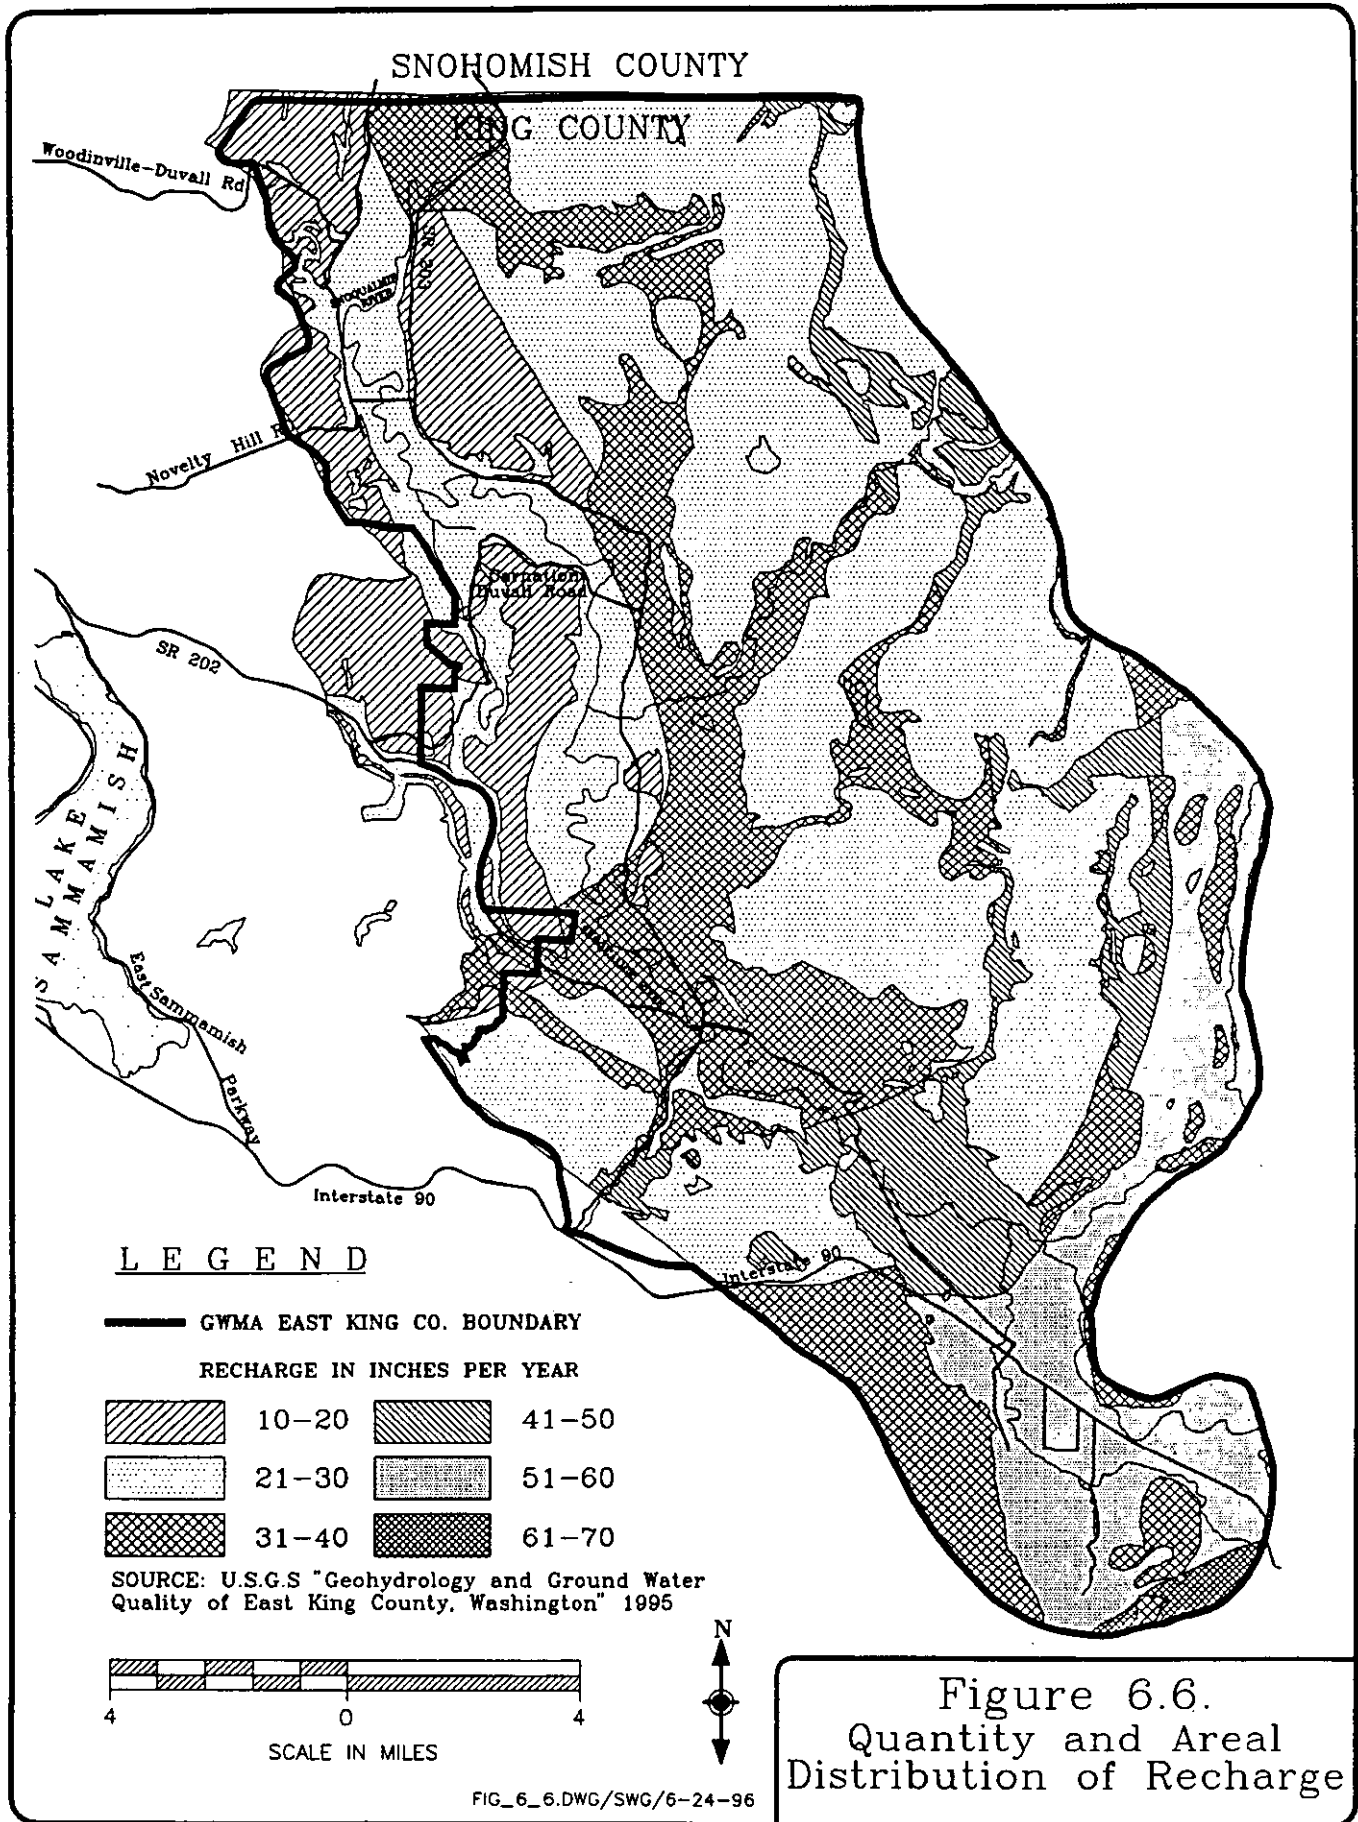 SNOHOMISH COUNTY
KING COUNTY
Woodinville-Duvall Rd
SR 203
SNOQUALMIE
RIVER
Novelty Hill R
Carnation
Duvall Road
SR 202
LAKE
SAMMAMISH
East Sammamish
Parkway
Interstate 90
Interstate 90
LEGEND
GWMA EAST KING CO. BOUNDARY
RECHARGE IN INCHES PER YEAR
10-20
41-50
21-30
51-60
31-40
61-70
SOURCE: U.S.G.S "Geohydrology and Ground Water
Quality of East King County, Washington" 1995
N
4 0 4
SCALE IN MILES
FIG_6_6.DWG/SWG/6-24-96
Figure 6.6.
Quantity and Areal
Distribution of Recharge